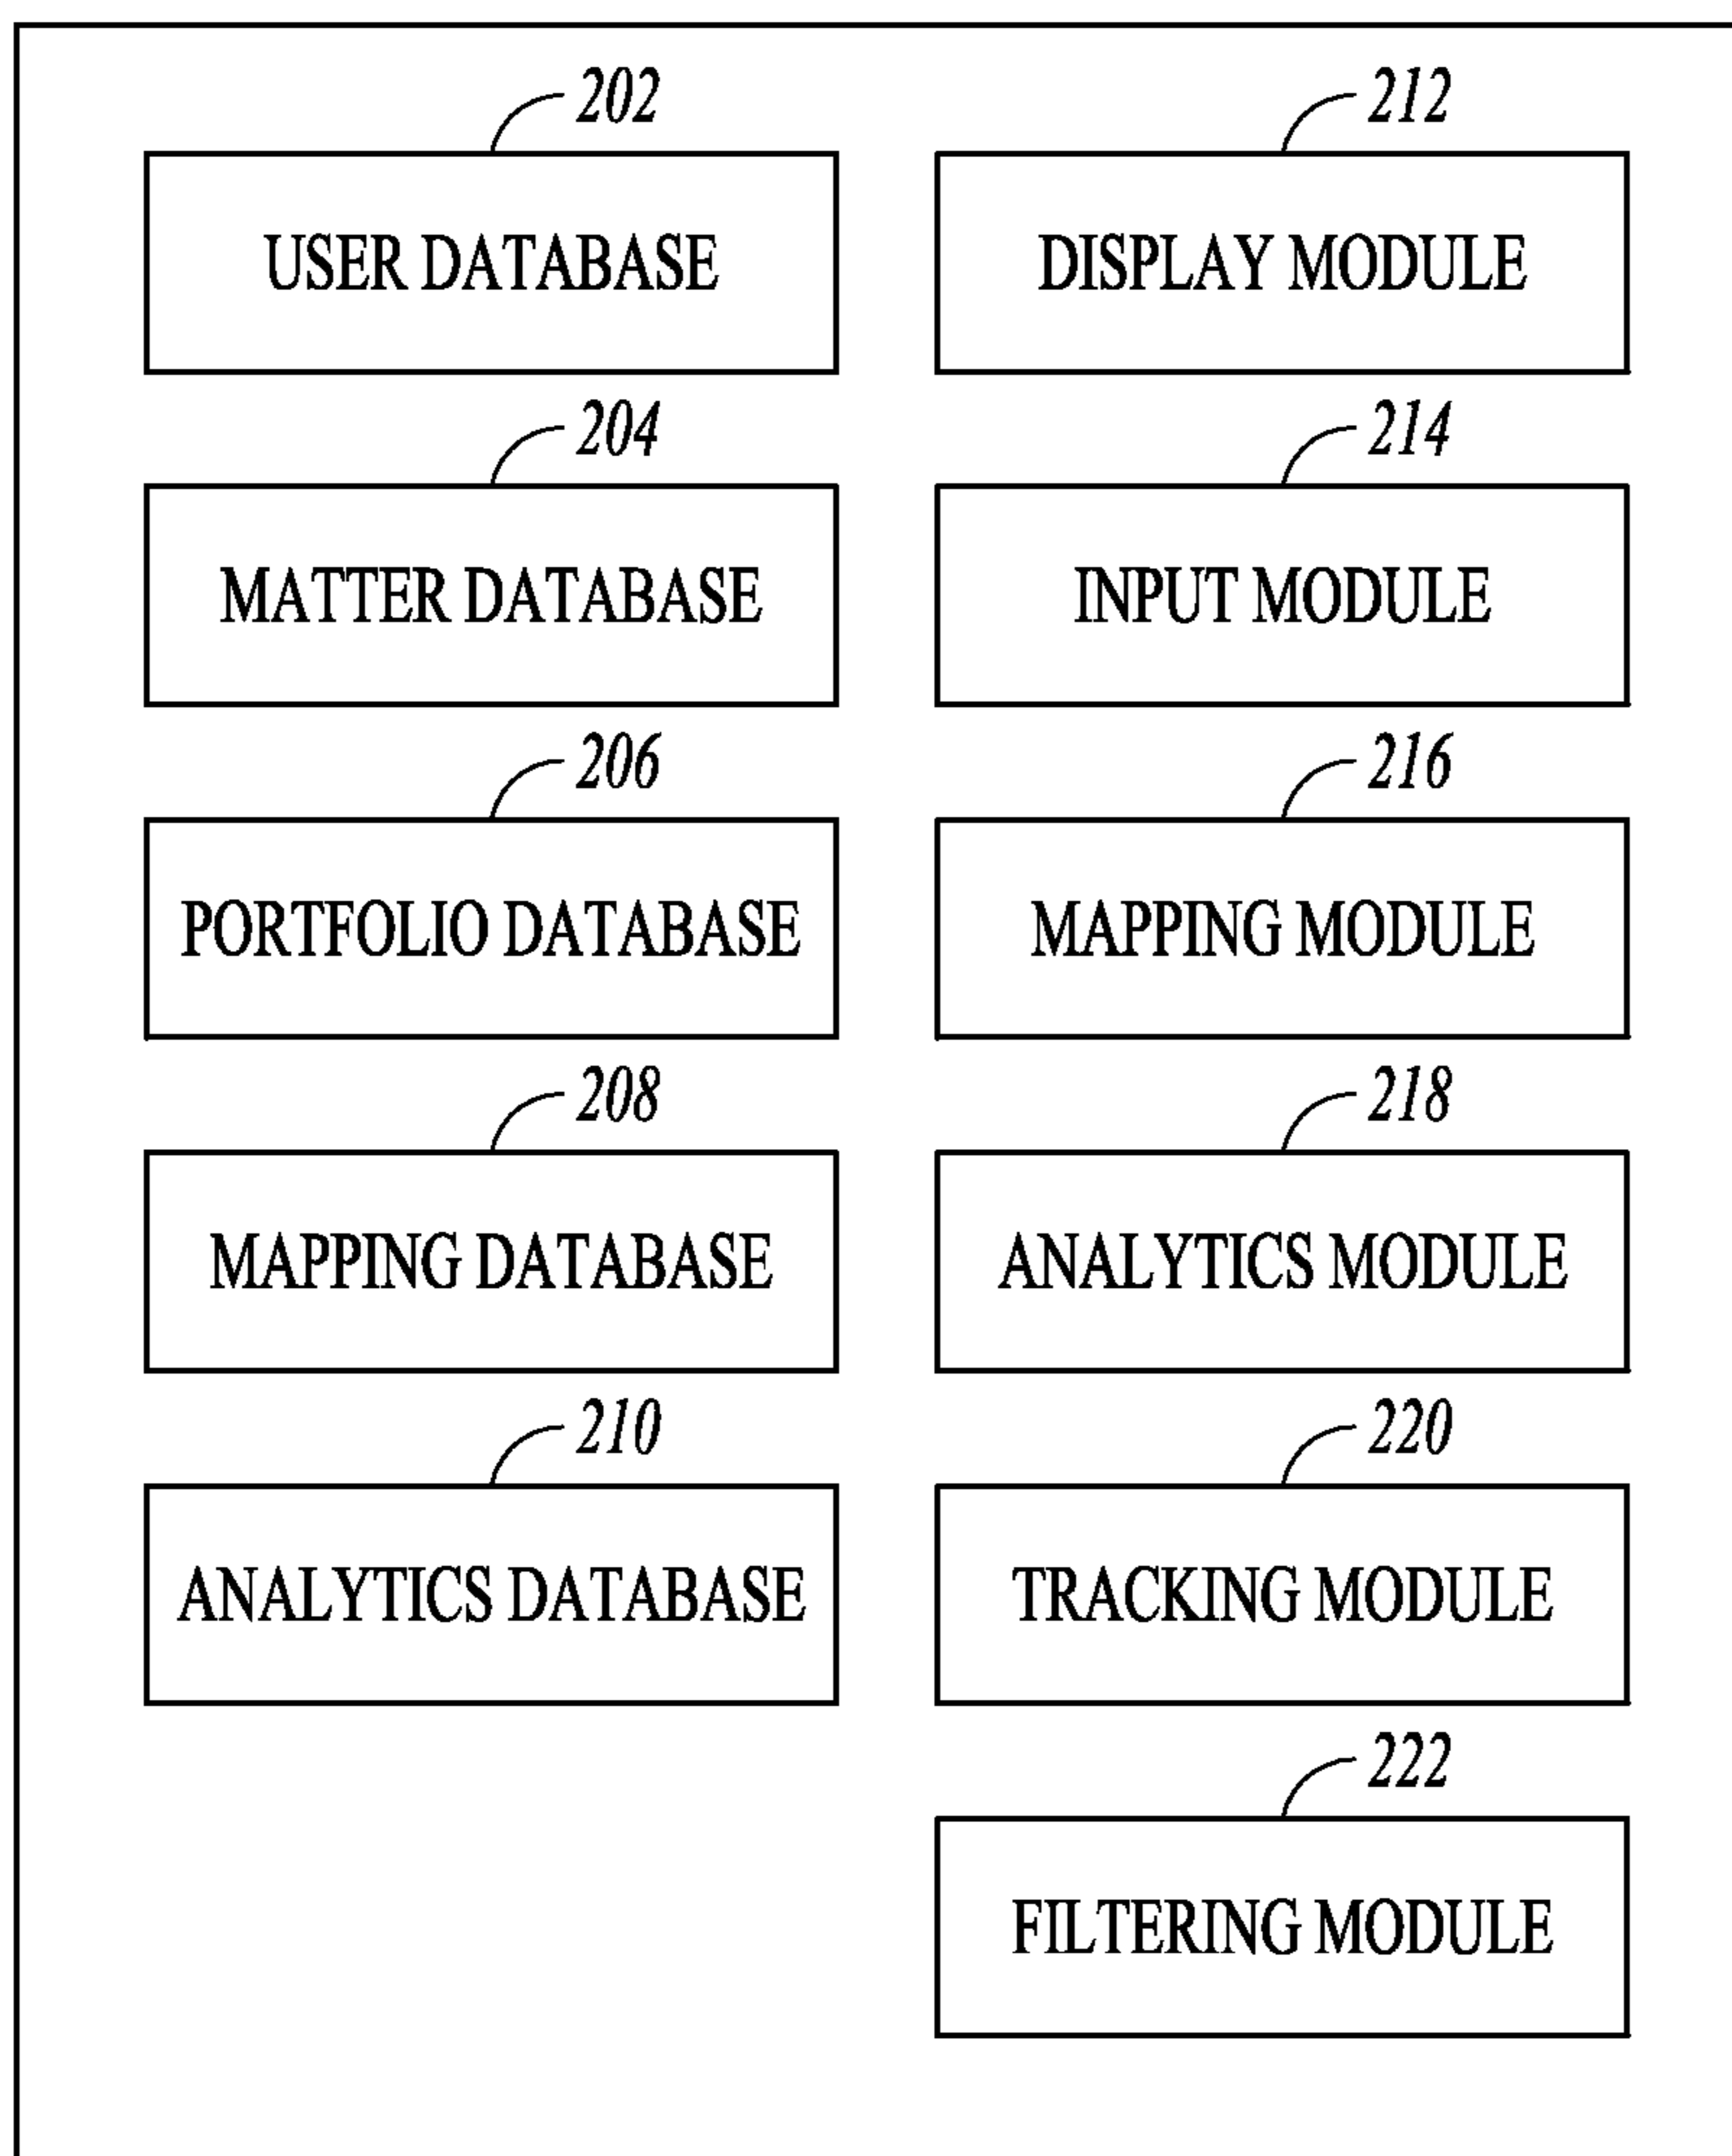 202
USER DATABASE
204
MATTER DATABASE
206
PORTFOLIO DATABASE
208
MAPPING DATABASE
210
ANALYTICS DATABASE
212
DISPLAY MODULE
214
INPUT MODULE
216
MAPPING MODULE
218
ANALYTICS MODULE
220
TRACKING MODULE
222
FILTERING MODULE